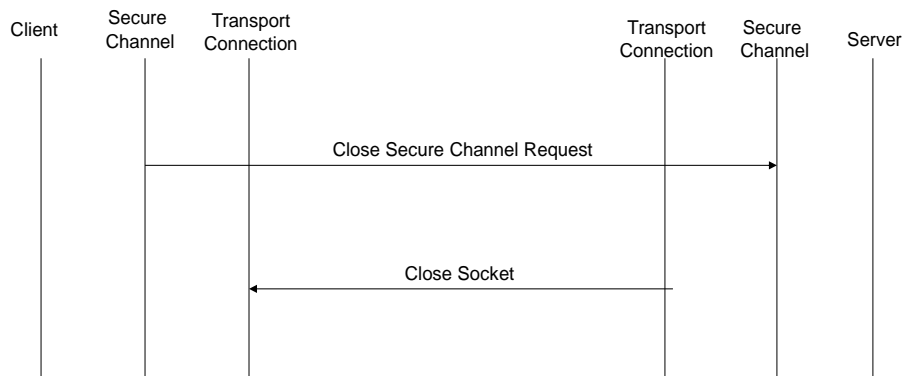 Client
Secure
Channel
Transport
Connection
Transport
Connection
Secure
Channel
Server
Close Secure Channel Request
Close Socket